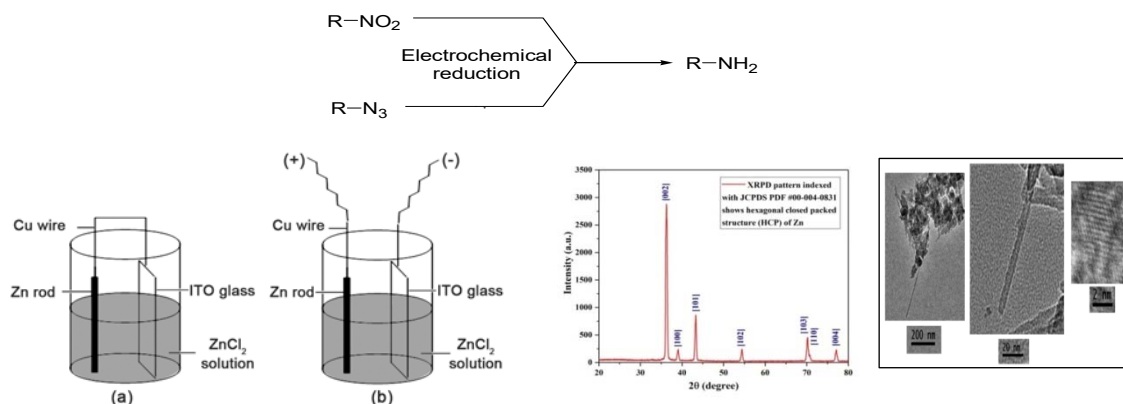 R–NO₂
Electrochemical
reduction
R–NH₂
R–N₃
Cu wire
Zn rod
ITO glass
ZnCl₂
solution
(a)
(+)
(-)
Cu wire
Zn rod
ITO glass
ZnCl₂
solution
(b)
3500
3000
2500
2000
1500
1000
500
0
Intensity (a.u.)
XRPD pattern indexed
with JCPDS PDF #00-004-0831
shows hexagonal closed packed
structure (HCP) of Zn
[002]
[100]
[101]
[102]
[103]
[110]
[004]
20 30 40 50 60 70 80
2θ (degree)
200 nm
20 nm
2 nm